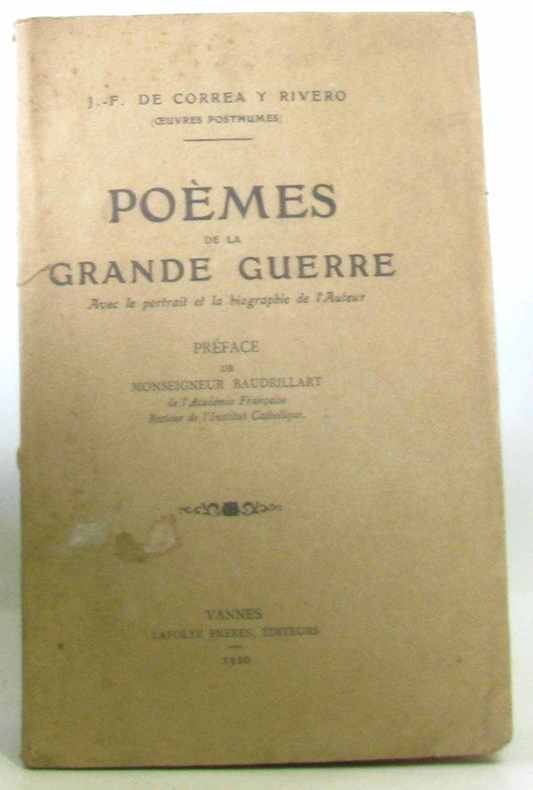 J.-F. DE CORREA Y RIVERO
(ŒUVRES POSTHUMES)
POÈMES
DE LA
GRANDE GUERRE
Avec le portrait et la biographie de l'Auteur
PRÉFACE
DE
MONSEIGNEUR BAUDRILLART
de l'Académie Française
Recteur de l'Institut Catholique.
VANNES
LAFOLYE FRÈRES, ÉDITEURS
1920